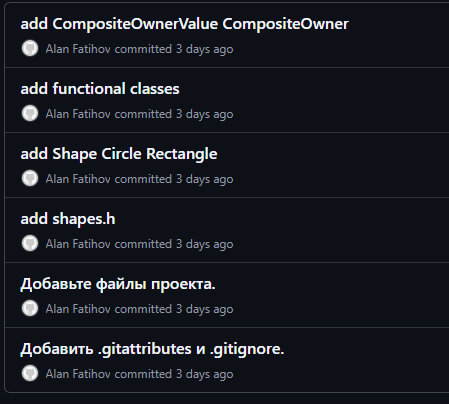 add CompositeOwnerValue CompositeOwner
Alan Fatihov committed 3 days ago
add functional classes
Alan Fatihov committed 3 days ago
add Shape Circle Rectangle
Alan Fatihov committed 3 days ago
add shapes.h
Alan Fatihov committed 3 days ago
Добавьте файлы проекта.
Alan Fatihov committed 3 days ago
Добавить .gitattributes и .gitignore.
Alan Fatihov committed 3 days ago